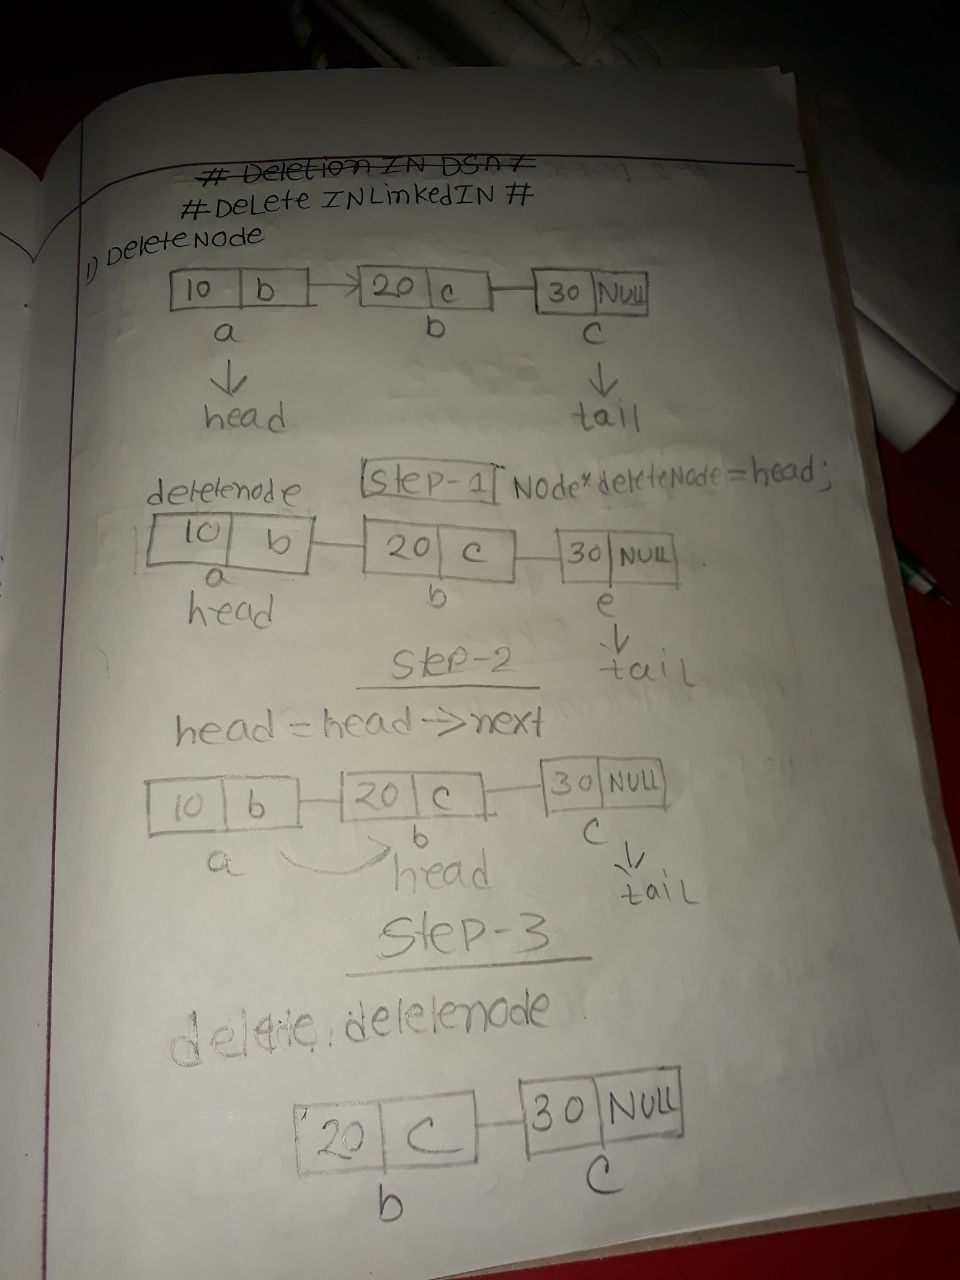 # Deletion IN DSA #
# DeLete INLinkedIN #
1) DeleteNode
10 b 20 c 30 NULL
a b c
head tail
deletenode Step-1 Node* deleteNode = head;
10 b 20 c 30 NULL
a b e
head tail
Step-2
head = head -> next
10 b 20 c 30 NULL
a b c
head tail
Step-3
delete deletenode
20 C 30 NULL
b C